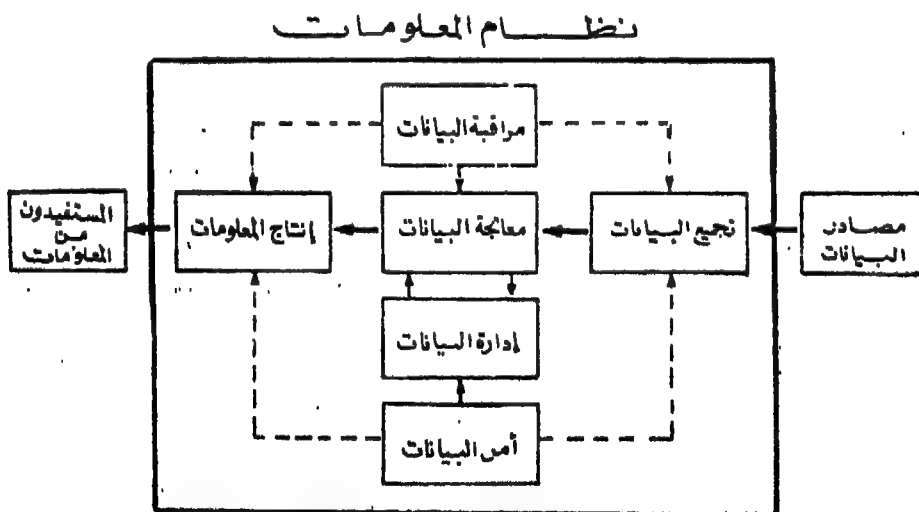 نظام المعلومات
مراقبة البيانات
مصادر
البيانات
تجميع البيانات
معالجة البيانات
إنتاج المعلومات
المستفيدون
من
المعلومات
إدارة البيانات
أمن البيانات